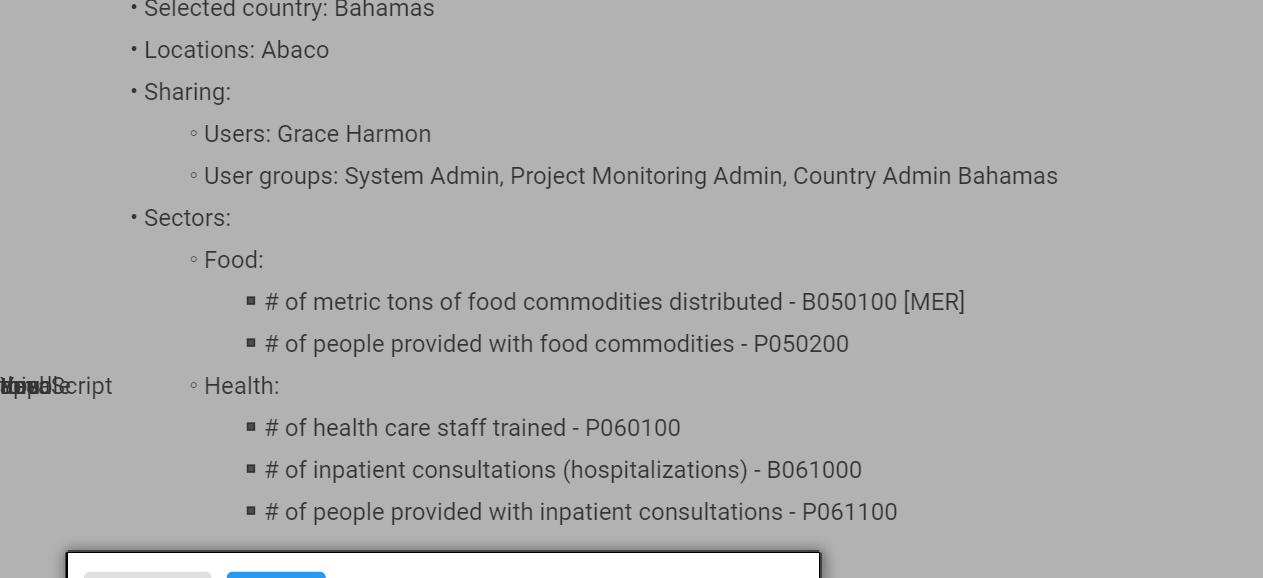 • Selected country: Bahamas
• Locations: Abaco
• Sharing:
◦ Users: Grace Harmon
◦ User groups: System Admin, Project Monitoring Admin, Country Admin Bahamas
• Sectors:
◦ Food:
▪ # of metric tons of food commodities distributed - B050100 [MER]
▪ # of people provided with food commodities - P050200
◦ Health:
▪ # of health care staff trained - P060100
▪ # of inpatient consultations (hospitalizations) - B061000
▪ # of people provided with inpatient consultations - P061100